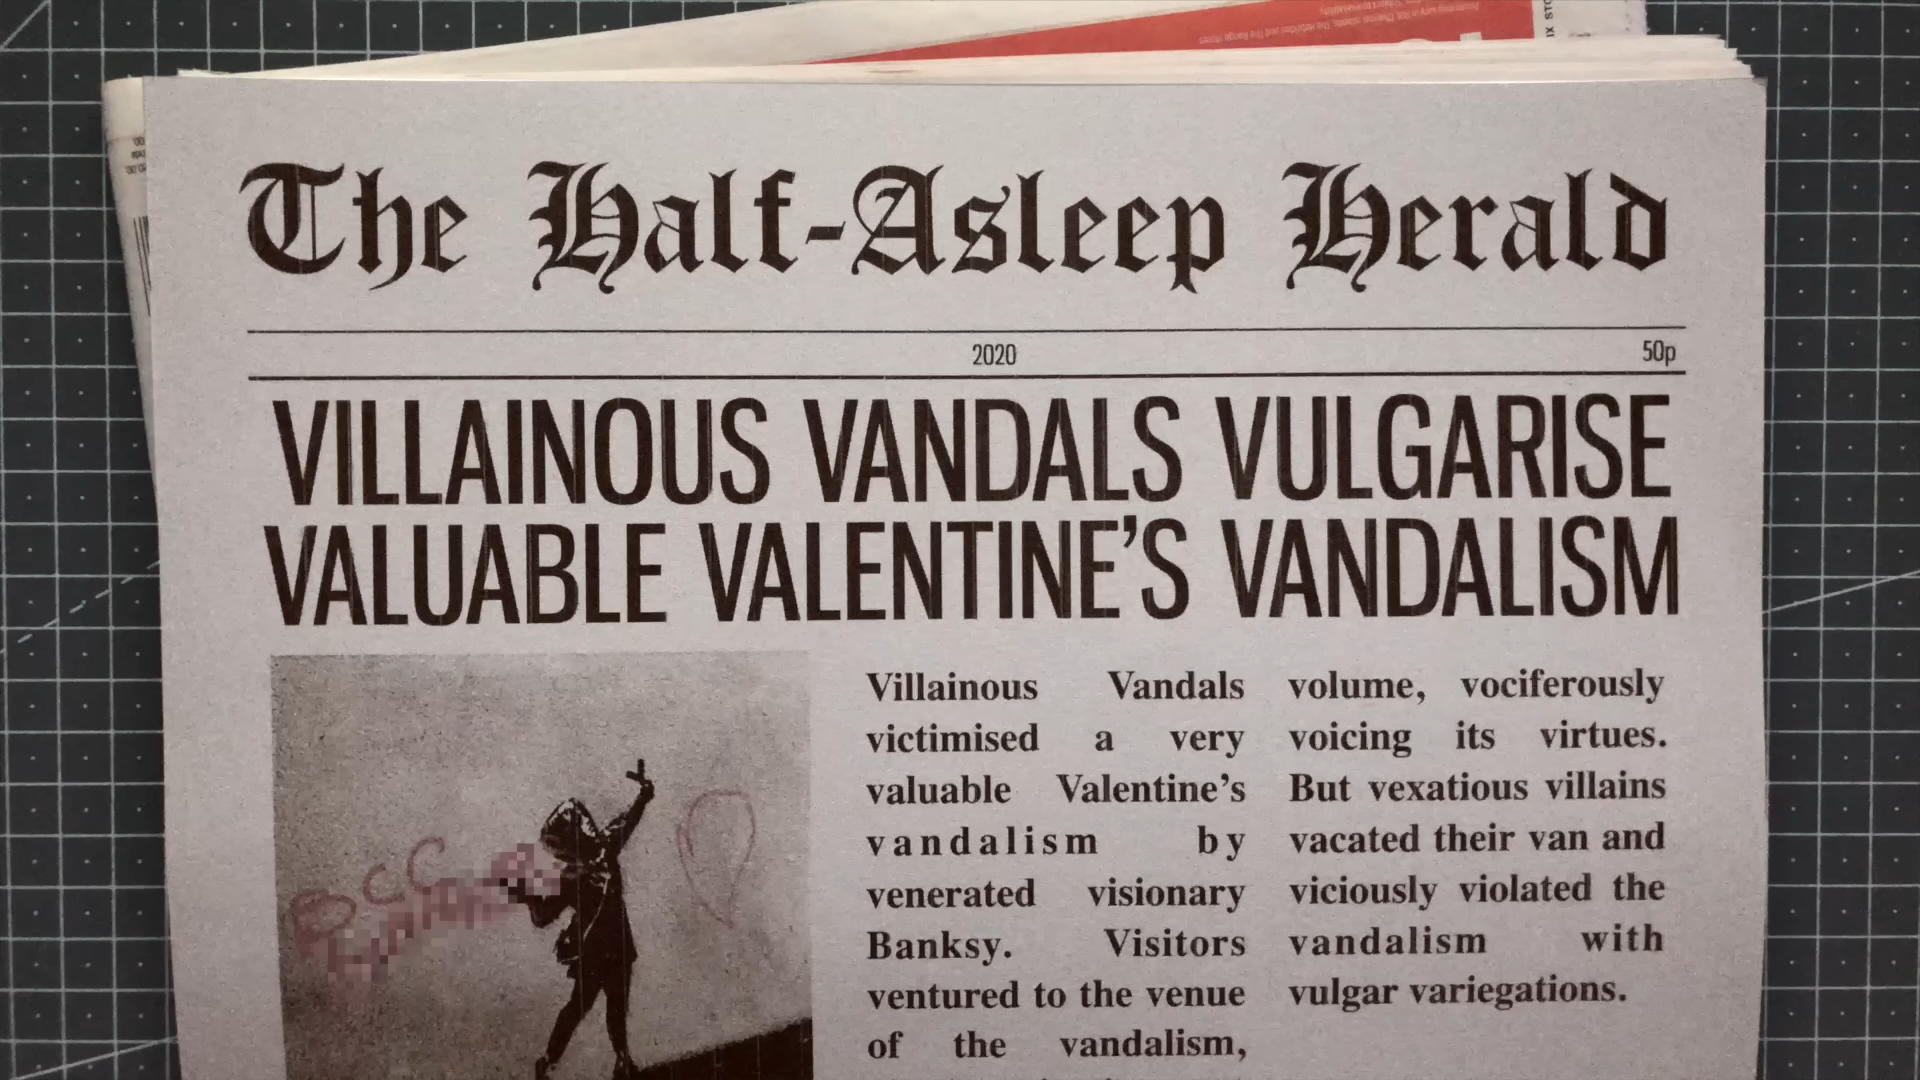 The Half-Asleep Herald
2020
50p
VILLAINOUS VANDALS VULGARISE
VALUABLE VALENTINE’S VANDALISM
Villainous Vandals
victimised a very
valuable Valentine’s
vandalism by
venerated visionary
Banksy. Visitors
ventured to the venue
of the vandalism,
volume, vociferously
voicing its virtues.
But vexatious villains
vacated their van and
viciously violated the
vandalism with
vulgar variegations.
BCC